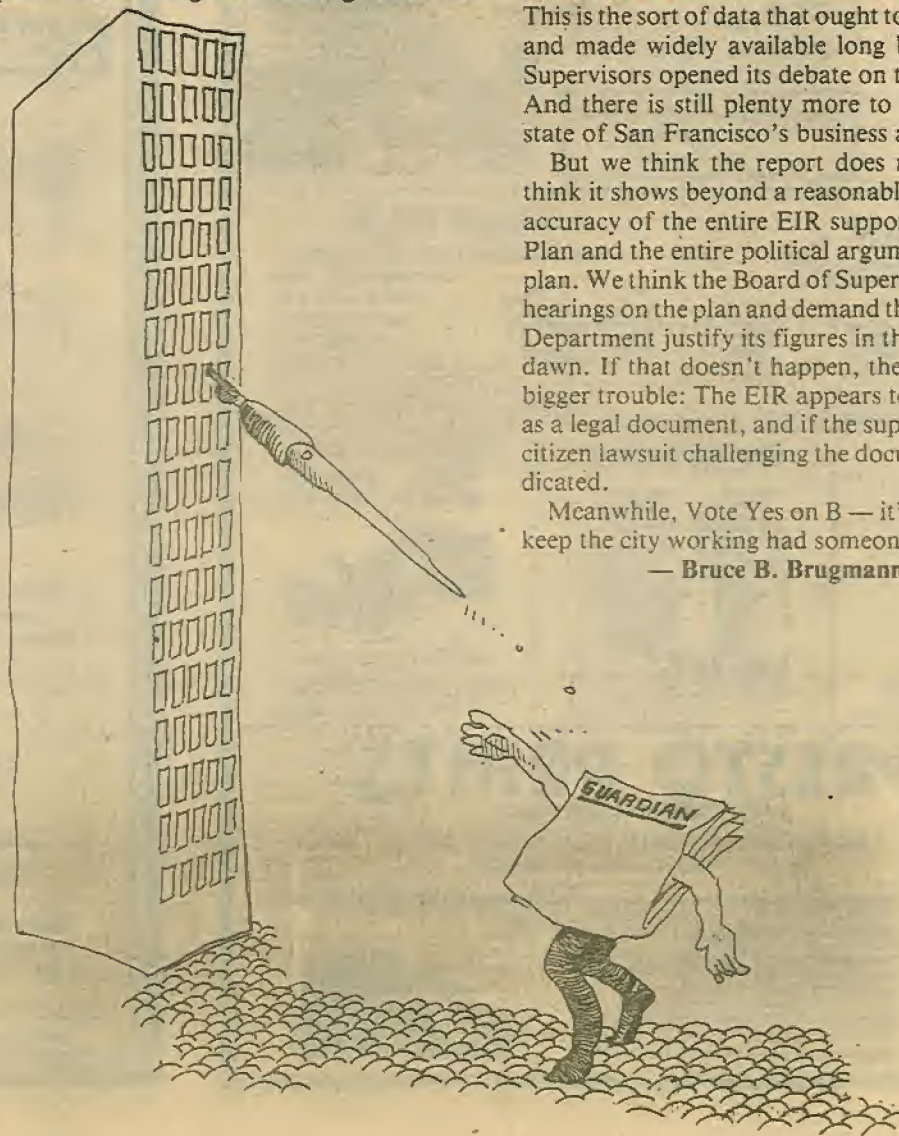 This is the sort of data that ought to
and made widely available long
Supervisors opened its debate on
And there is still plenty more to
state of San Francisco's business
But we think the report does
think it shows beyond a reasonabl
accuracy of the entire EIR suppo
Plan and the entire political argum
plan. We think the Board of Super
hearings on the plan and demand th
Department justify its figures in th
dawn. If that doesn't happen, the
bigger trouble: The EIR appears t
as a legal document, and if the sup
citizen lawsuit challenging the docu
dicated.
Meanwhile, Vote Yes on B — it'
keep the city working had someon
— Bruce B. Brugmann
GUARDIAN